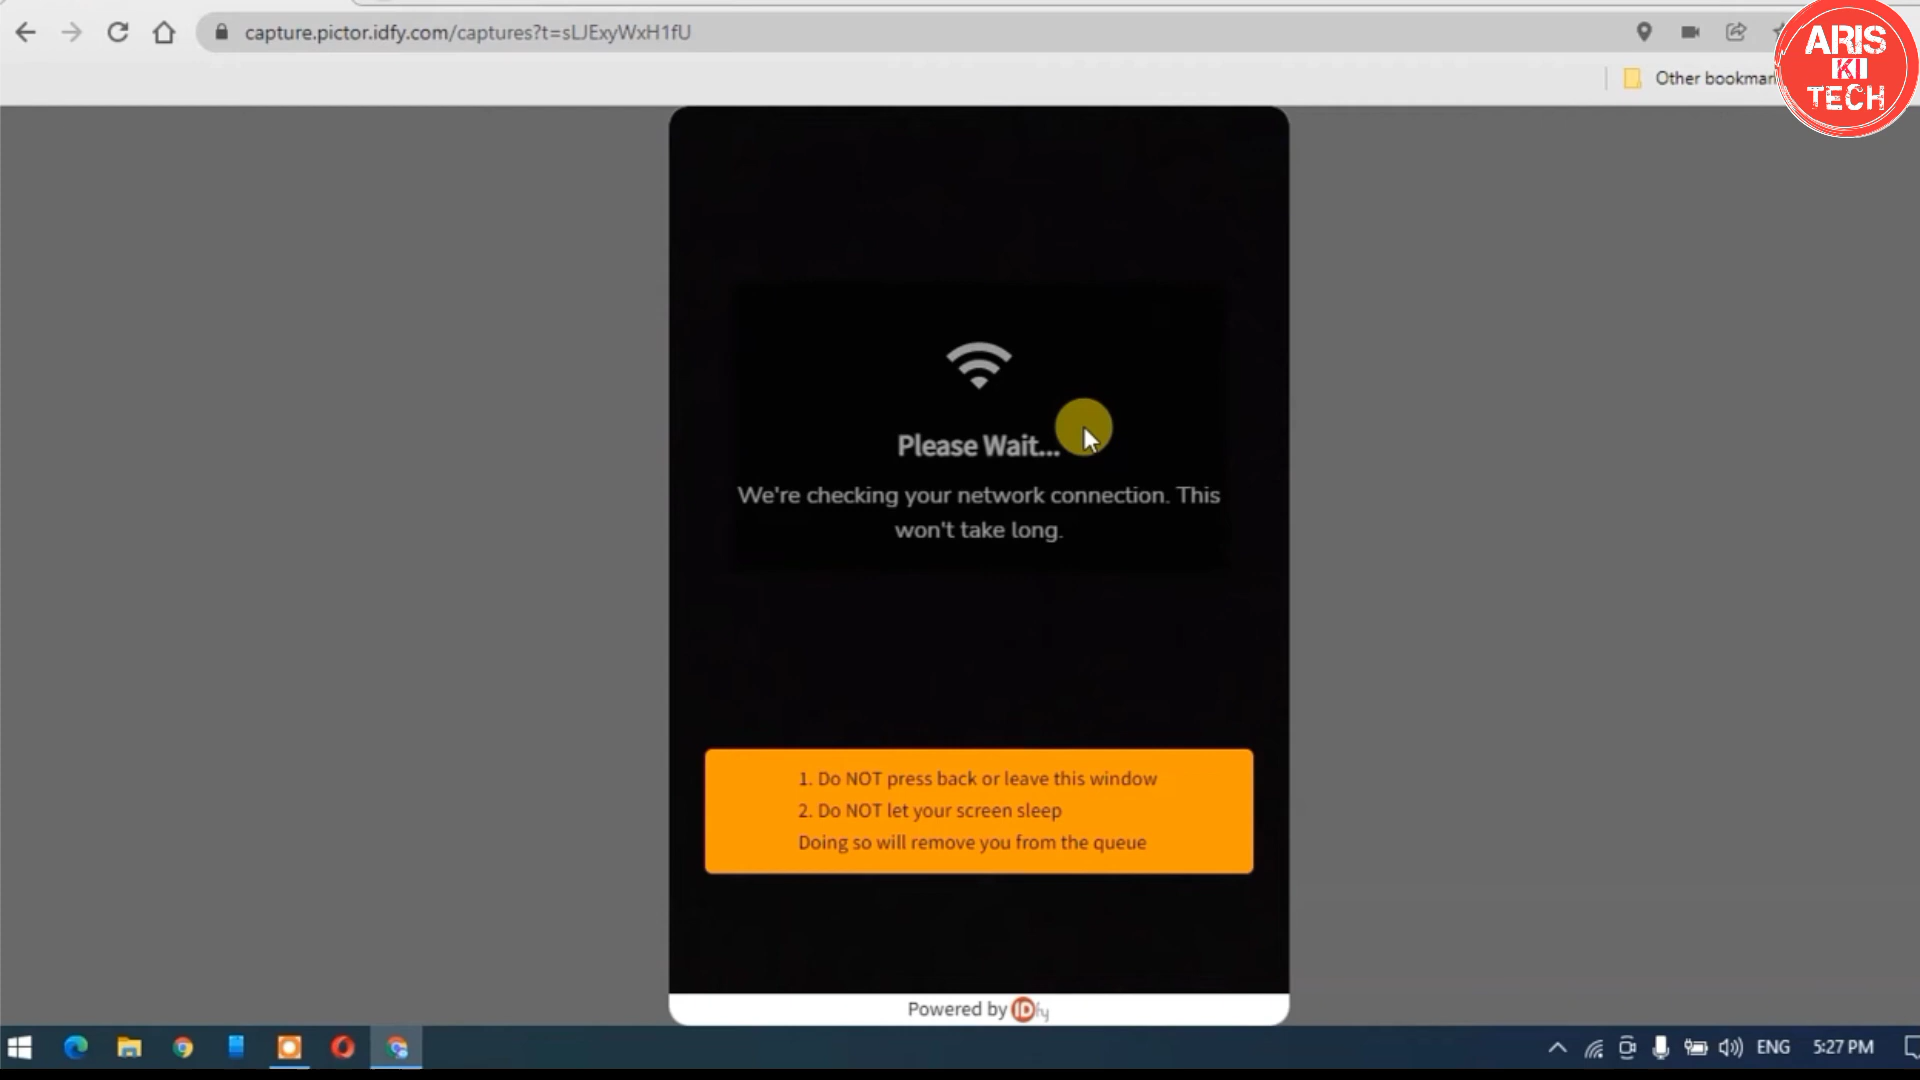 capture.pictor.idfy.com/captures?t=sLJExyWxH1fU
ARIS
KI
TECH
Other bookmar
Please Wait...
We're checking your network connection. This
won't take long.
1. Do NOT press back or leave this window
2. Do NOT let your screen sleep
Doing so will remove you from the queue
Powered by IDfy
ENG
5:27 PM